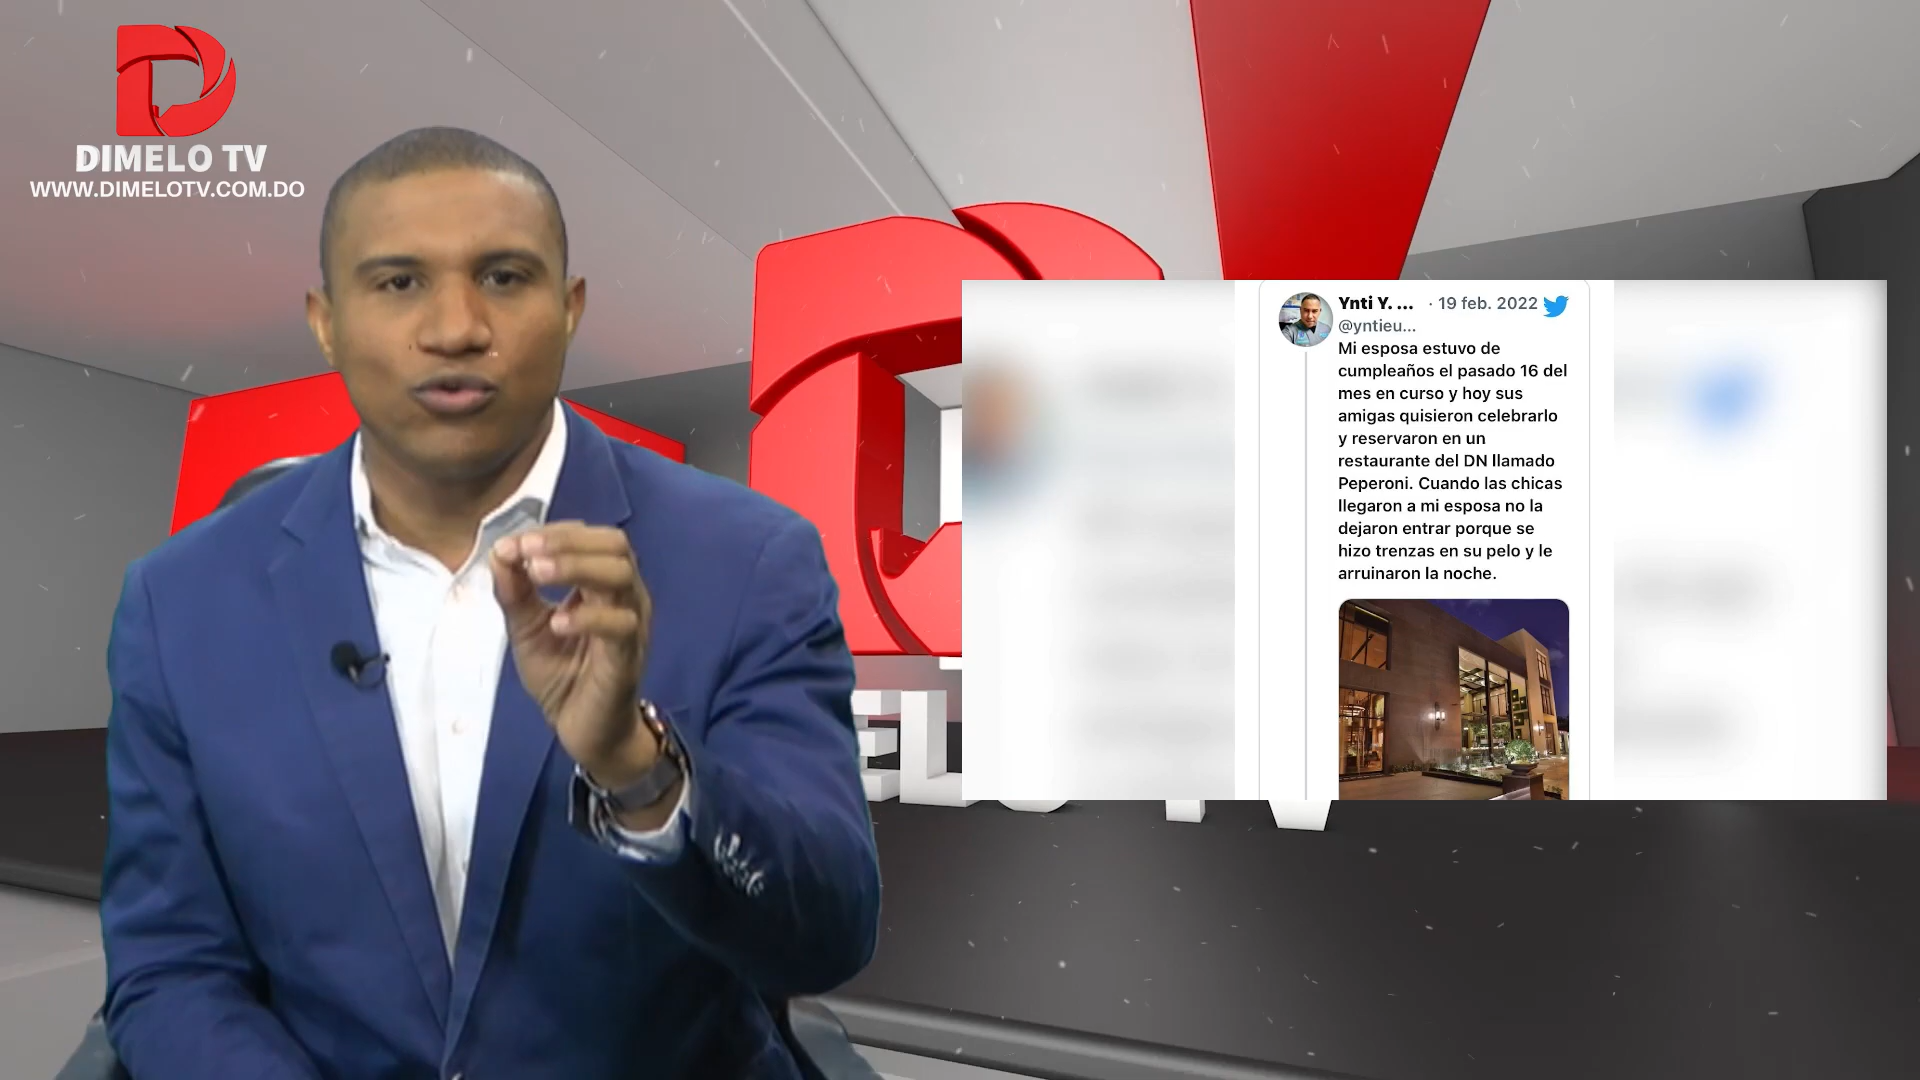 DIMELO TV
WWW.DIMELOTV.COM.DO
Ynti Y. ... · 19 feb. 2022
@yntieu...
Mi esposa estuvo de
cumpleaños el pasado 16 del
mes en curso y hoy sus
amigas quisieron celebrarlo
y reservaron en un
restaurante del DN llamado
Peperoni. Cuando las chicas
llegaron a mi esposa no la
dejaron entrar porque se
hizo trenzas en su pelo y le
arruinaron la noche.